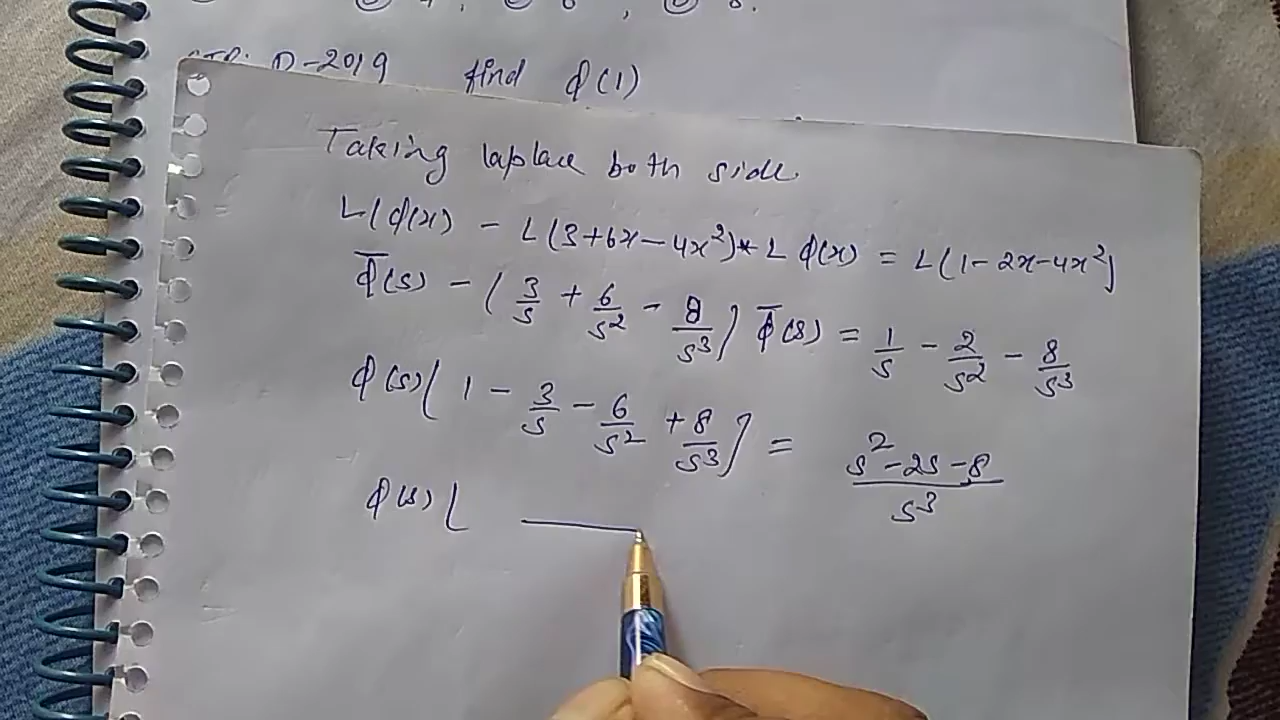 D-2019 find φ(1)
Taking laplace both side.
L(φ(x) - L(3+6x-4x²)* L φ(x) = L(1-2x-4x²)
φ̅(s) - (3/s + 6/s² - 8/s³) φ̅(s) = 1/s - 2/s² - 8/s³
φ(s)( 1 - 3/s - 6/s² + 8/s³) = (s²-2s-8)/s³
φ(s) (